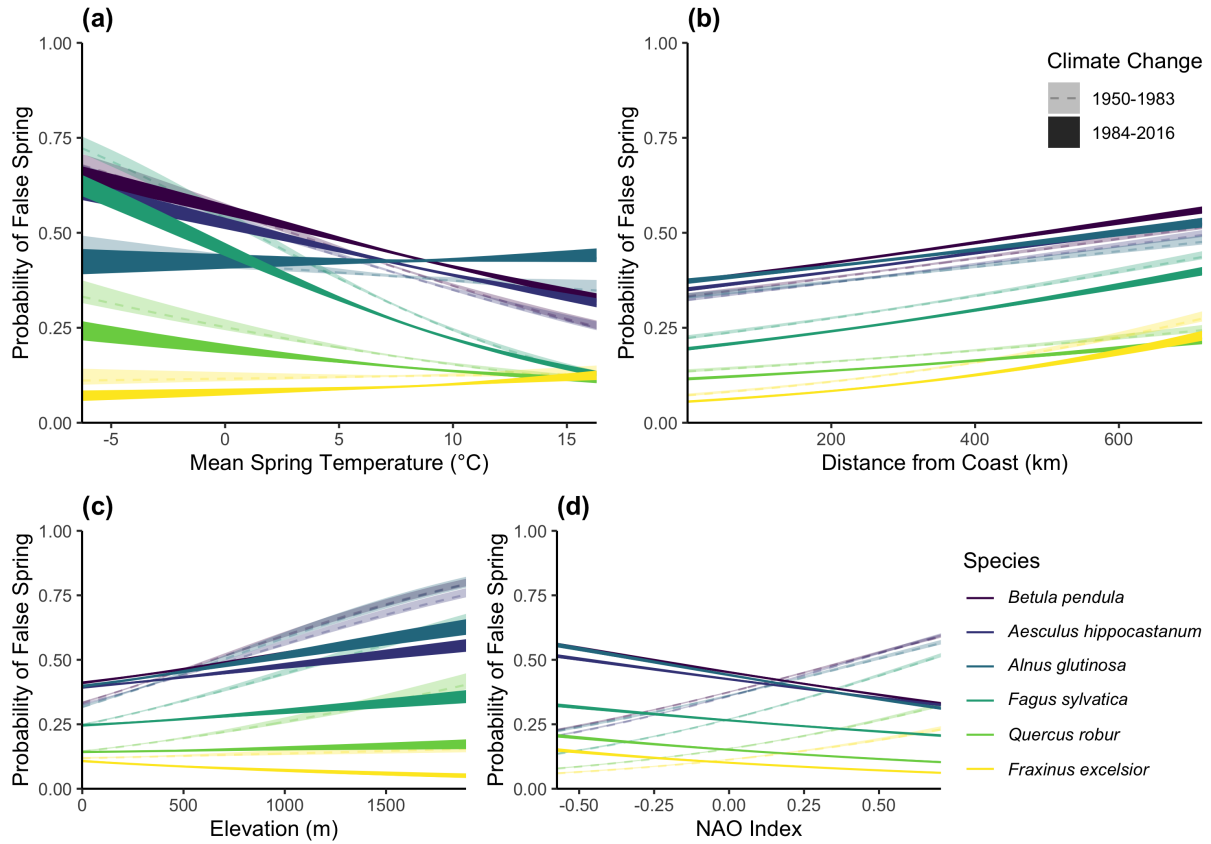 (a)
Probability of False Spring
1.00
0.75
0.50
0.25
0.00
-5
0
5
10
15
Mean Spring Temperature (°C)
(b)
Probability of False Spring
1.00
0.75
0.50
0.25
0.00
200
400
600
Distance from Coast (km)
Climate Change
1950-1983
1984-2016
(c)
Probability of False Spring
1.00
0.75
0.50
0.25
0.00
0
500
1000
1500
Elevation (m)
(d)
Probability of False Spring
1.00
0.75
0.50
0.25
0.00
-0.50
-0.25
0.00
0.25
0.50
NAO Index
Species
Betula pendula
Aesculus hippocastanum
Alnus glutinosa
Fagus sylvatica
Quercus robur
Fraxinus excelsior